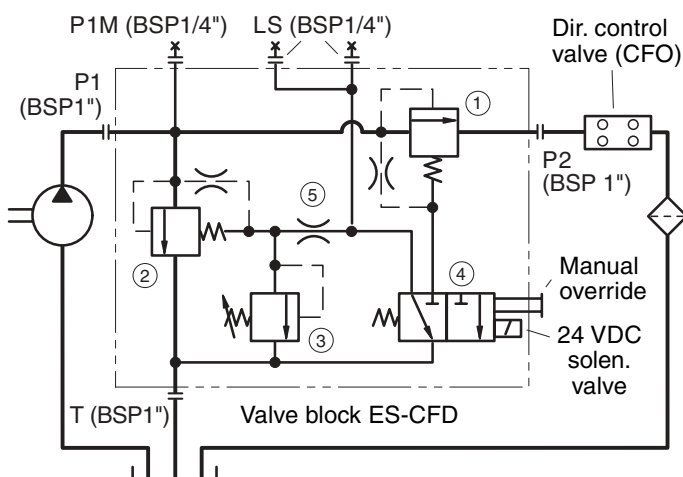 P1M (BSP1/4") LS (BSP1/4")
Dir. control
valve (CFO)
P1
(BSP1")
1
P2
(BSP 1")
5
2
3
4
Manual
override
24 VDC
solen.
valve
T (BSP1")
Valve block ES-CFD